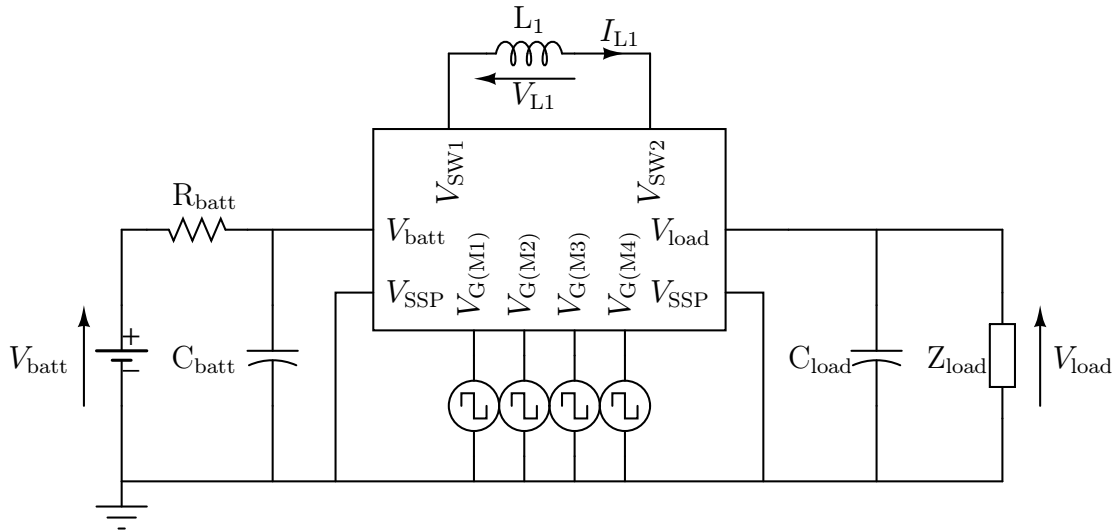 L1
IL1
VL1
VSW1
VSW2
Rbatt
Vbatt
Vload
VG(M1)
VG(M2)
VG(M3)
VG(M4)
VSSP
VSSP
+
−
Vbatt
Cbatt
Cload
Zload
Vload